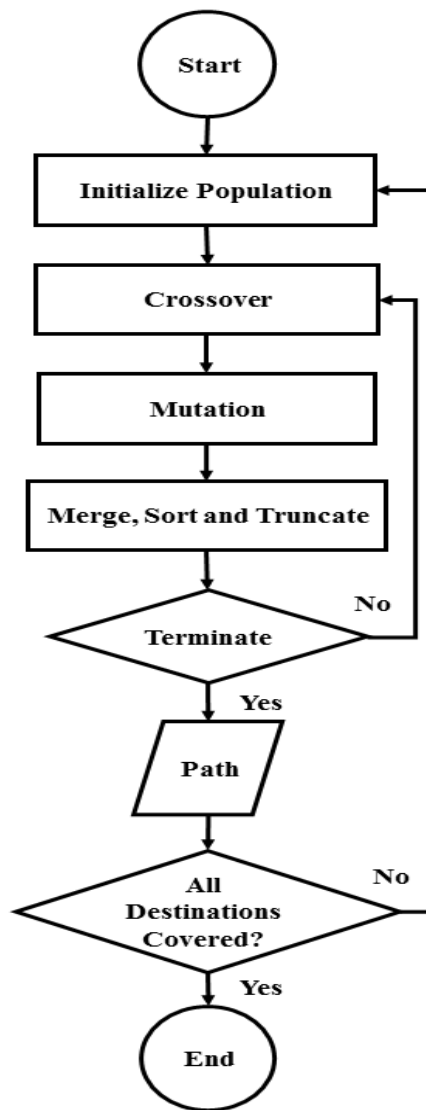 Start
Initialize Population
Crossover
Mutation
Merge, Sort and Truncate
No
Terminate
Yes
Path
No
All
Destinations
Covered?
Yes
End